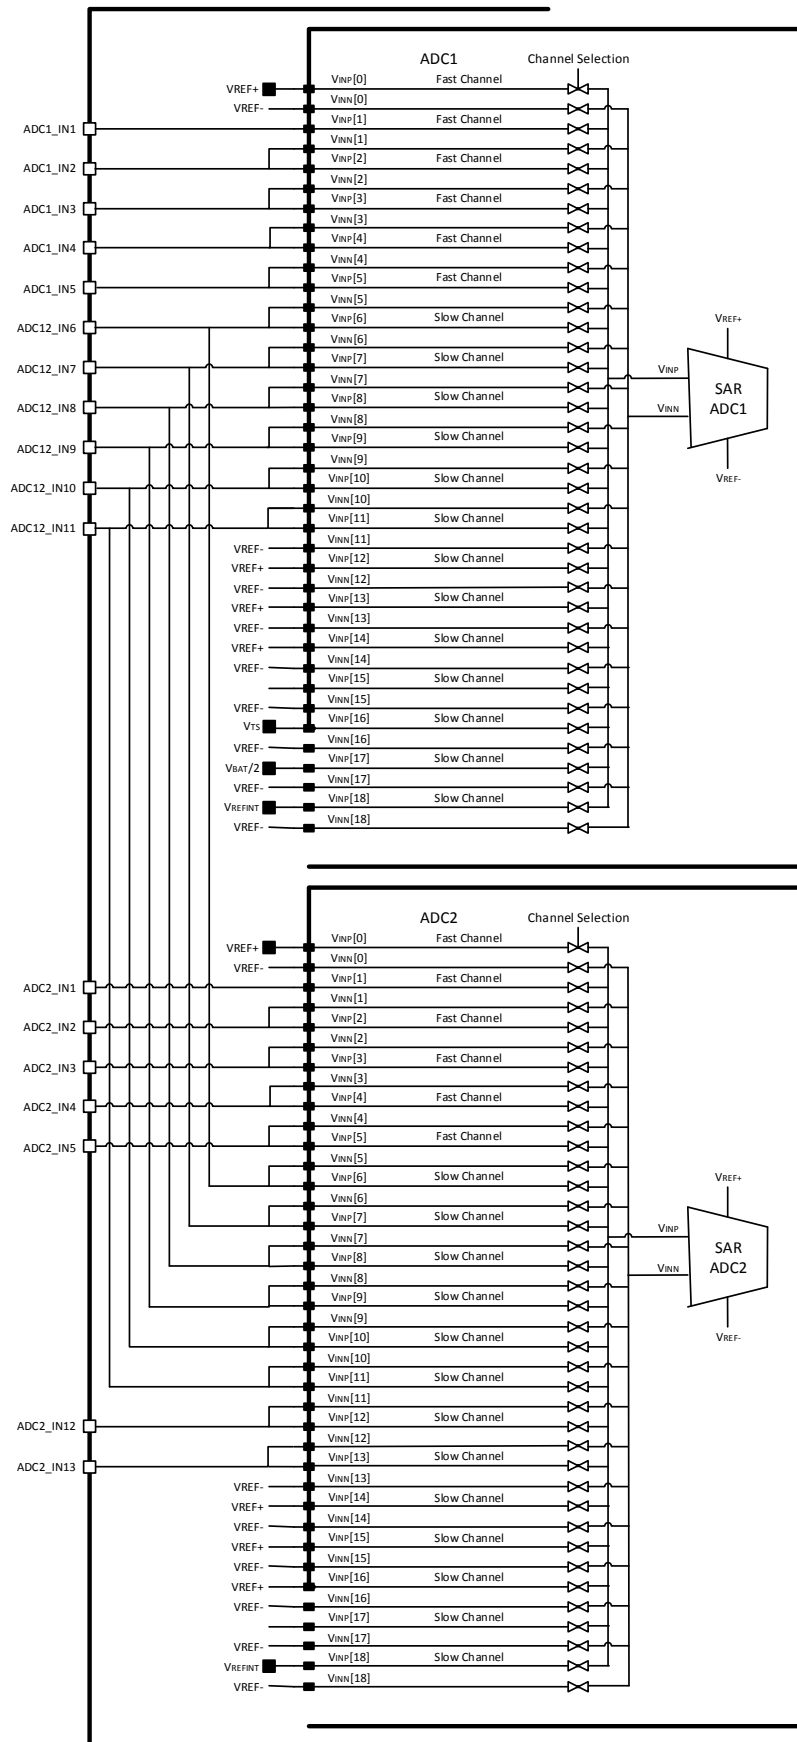 ADC1 Channel Selection
VREF+ VINP[0] Fast Channel
VREF- VINN[0]
ADC1_IN1 VINP[1] Fast Channel
VINN[1]
ADC1_IN2 VINP[2] Fast Channel
VINN[2]
ADC1_IN3 VINP[3] Fast Channel
VINN[3]
ADC1_IN4 VINP[4] Fast Channel
VINN[4]
ADC1_IN5 VINP[5] Fast Channel
VINN[5]
ADC12_IN6 VINP[6] Slow Channel VREF+
VINN[6]
ADC12_IN7 VINP[7] Slow Channel VINP
VINN[7] SAR
ADC12_IN8 VINP[8] Slow Channel VINN ADC1
VINN[8]
ADC12_IN9 VINP[9] Slow Channel
VINN[9]
ADC12_IN10 VINP[10] Slow Channel VREF-
VINN[10]
ADC12_IN11 VINP[11] Slow Channel
VREF- VINN[11]
VREF+ VINP[12] Slow Channel
VREF- VINN[12]
VREF+ VINP[13] Slow Channel
VREF- VINN[13]
VREF+ VINP[14] Slow Channel
VREF- VINN[14]
VINP[15] Slow Channel
VREF- VINN[15]
VTS VINP[16] Slow Channel
VREF- VINN[16]
VBAT/2 VINP[17] Slow Channel
VREF- VINN[17]
VREFINT VINP[18] Slow Channel
VREF- VINN[18]
ADC2 Channel Selection
VREF+ VINP[0] Fast Channel
VREF- VINN[0]
ADC2_IN1 VINP[1] Fast Channel
VINN[1]
ADC2_IN2 VINP[2] Fast Channel
VINN[2]
ADC2_IN3 VINP[3] Fast Channel
VINN[3]
ADC2_IN4 VINP[4] Fast Channel
VINN[4]
ADC2_IN5 VINP[5] Fast Channel
VINN[5]
VINP[6] Slow Channel VREF+
VINN[6]
VINP[7] Slow Channel VINP
VINN[7] SAR
VINP[8] Slow Channel VINN ADC2
VINN[8]
VINP[9] Slow Channel
VINN[9]
VINP[10] Slow Channel VREF-
VINN[10]
VINP[11] Slow Channel
VINN[11]
ADC2_IN12 VINP[12] Slow Channel
VINN[12]
ADC2_IN13 VINP[13] Slow Channel
VREF- VINN[13]
VREF+ VINP[14] Slow Channel
VREF- VINN[14]
VREF+ VINP[15] Slow Channel
VREF- VINN[15]
VREF+ VINP[16] Slow Channel
VREF- VINN[16]
VINP[17] Slow Channel
VREF- VINN[17]
VREFINT VINP[18] Slow Channel
VREF- VINN[18]